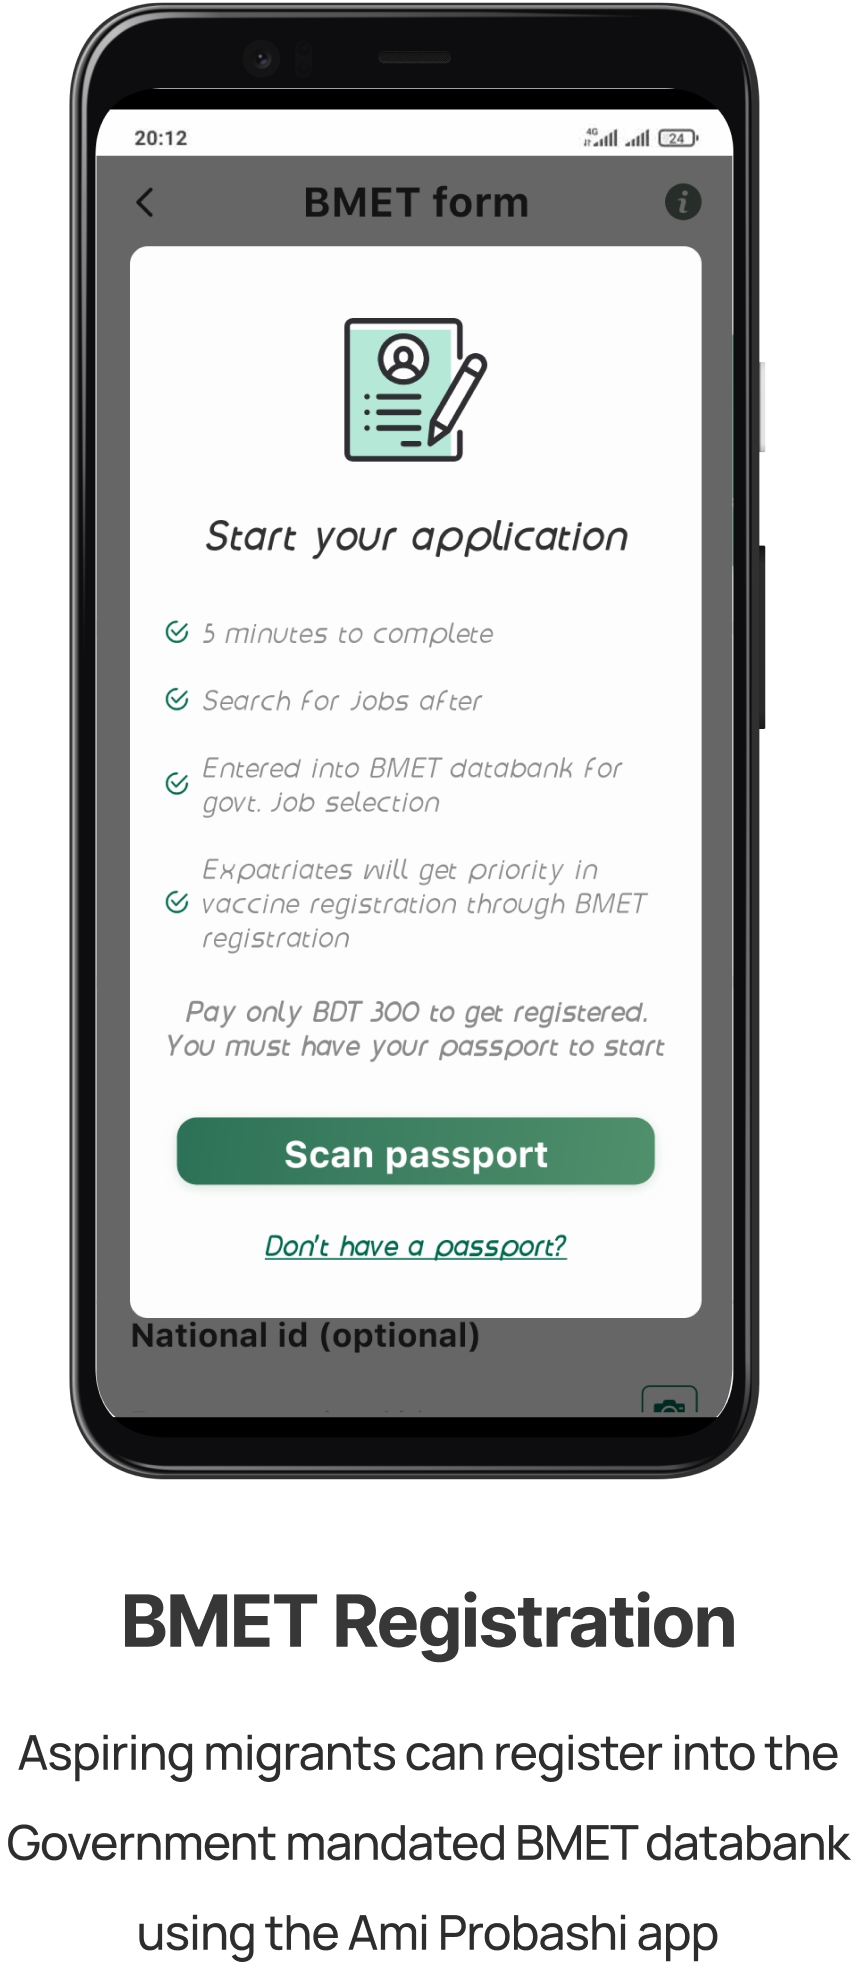 20:12
4G
24
BMET form
i
Start your application
5 minutes to complete
Search for jobs after
Entered into BMET databank for
govt. Job selection
Expatriates will get priority in
vaccine registration through BMET
registration
Pay only BDT 300 to get registered.
You must have your passport to start
Scan passport
Don't have a passport?
National id (optional)
BMET Registration
Aspiring migrants can register into the
Government mandated BMET databank
using the Ami Probashi app